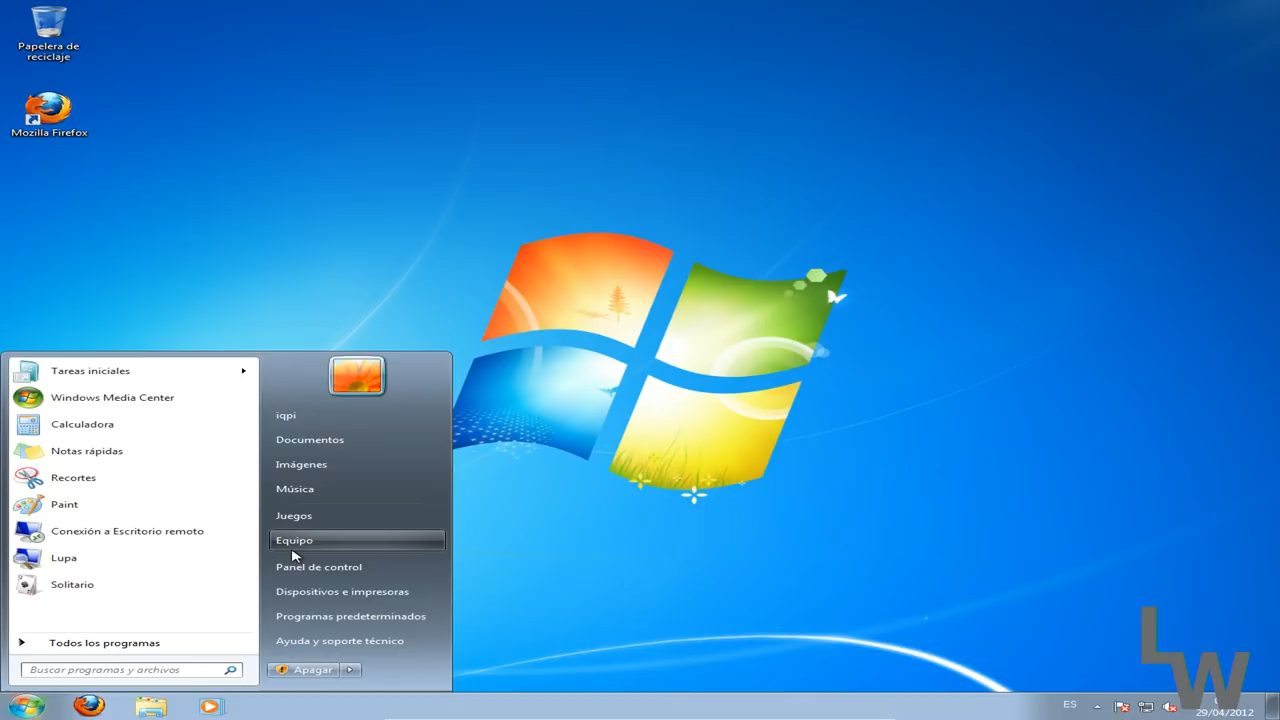 Papelera de
reciclaje
Mozilla Firefox
Tareas iniciales
Windows Media Center
Calculadora
Notas rápidas
Recortes
Paint
Conexión a Escritorio remoto
Lupa
Solitario
Todos los programas
Buscar programas y archivos
iqpi
Documentos
Imágenes
Música
Juegos
Equipo
Panel de control
Dispositivos e impresoras
Programas predeterminados
Ayuda y soporte técnico
Apagar
ES
29/04/2012
LW